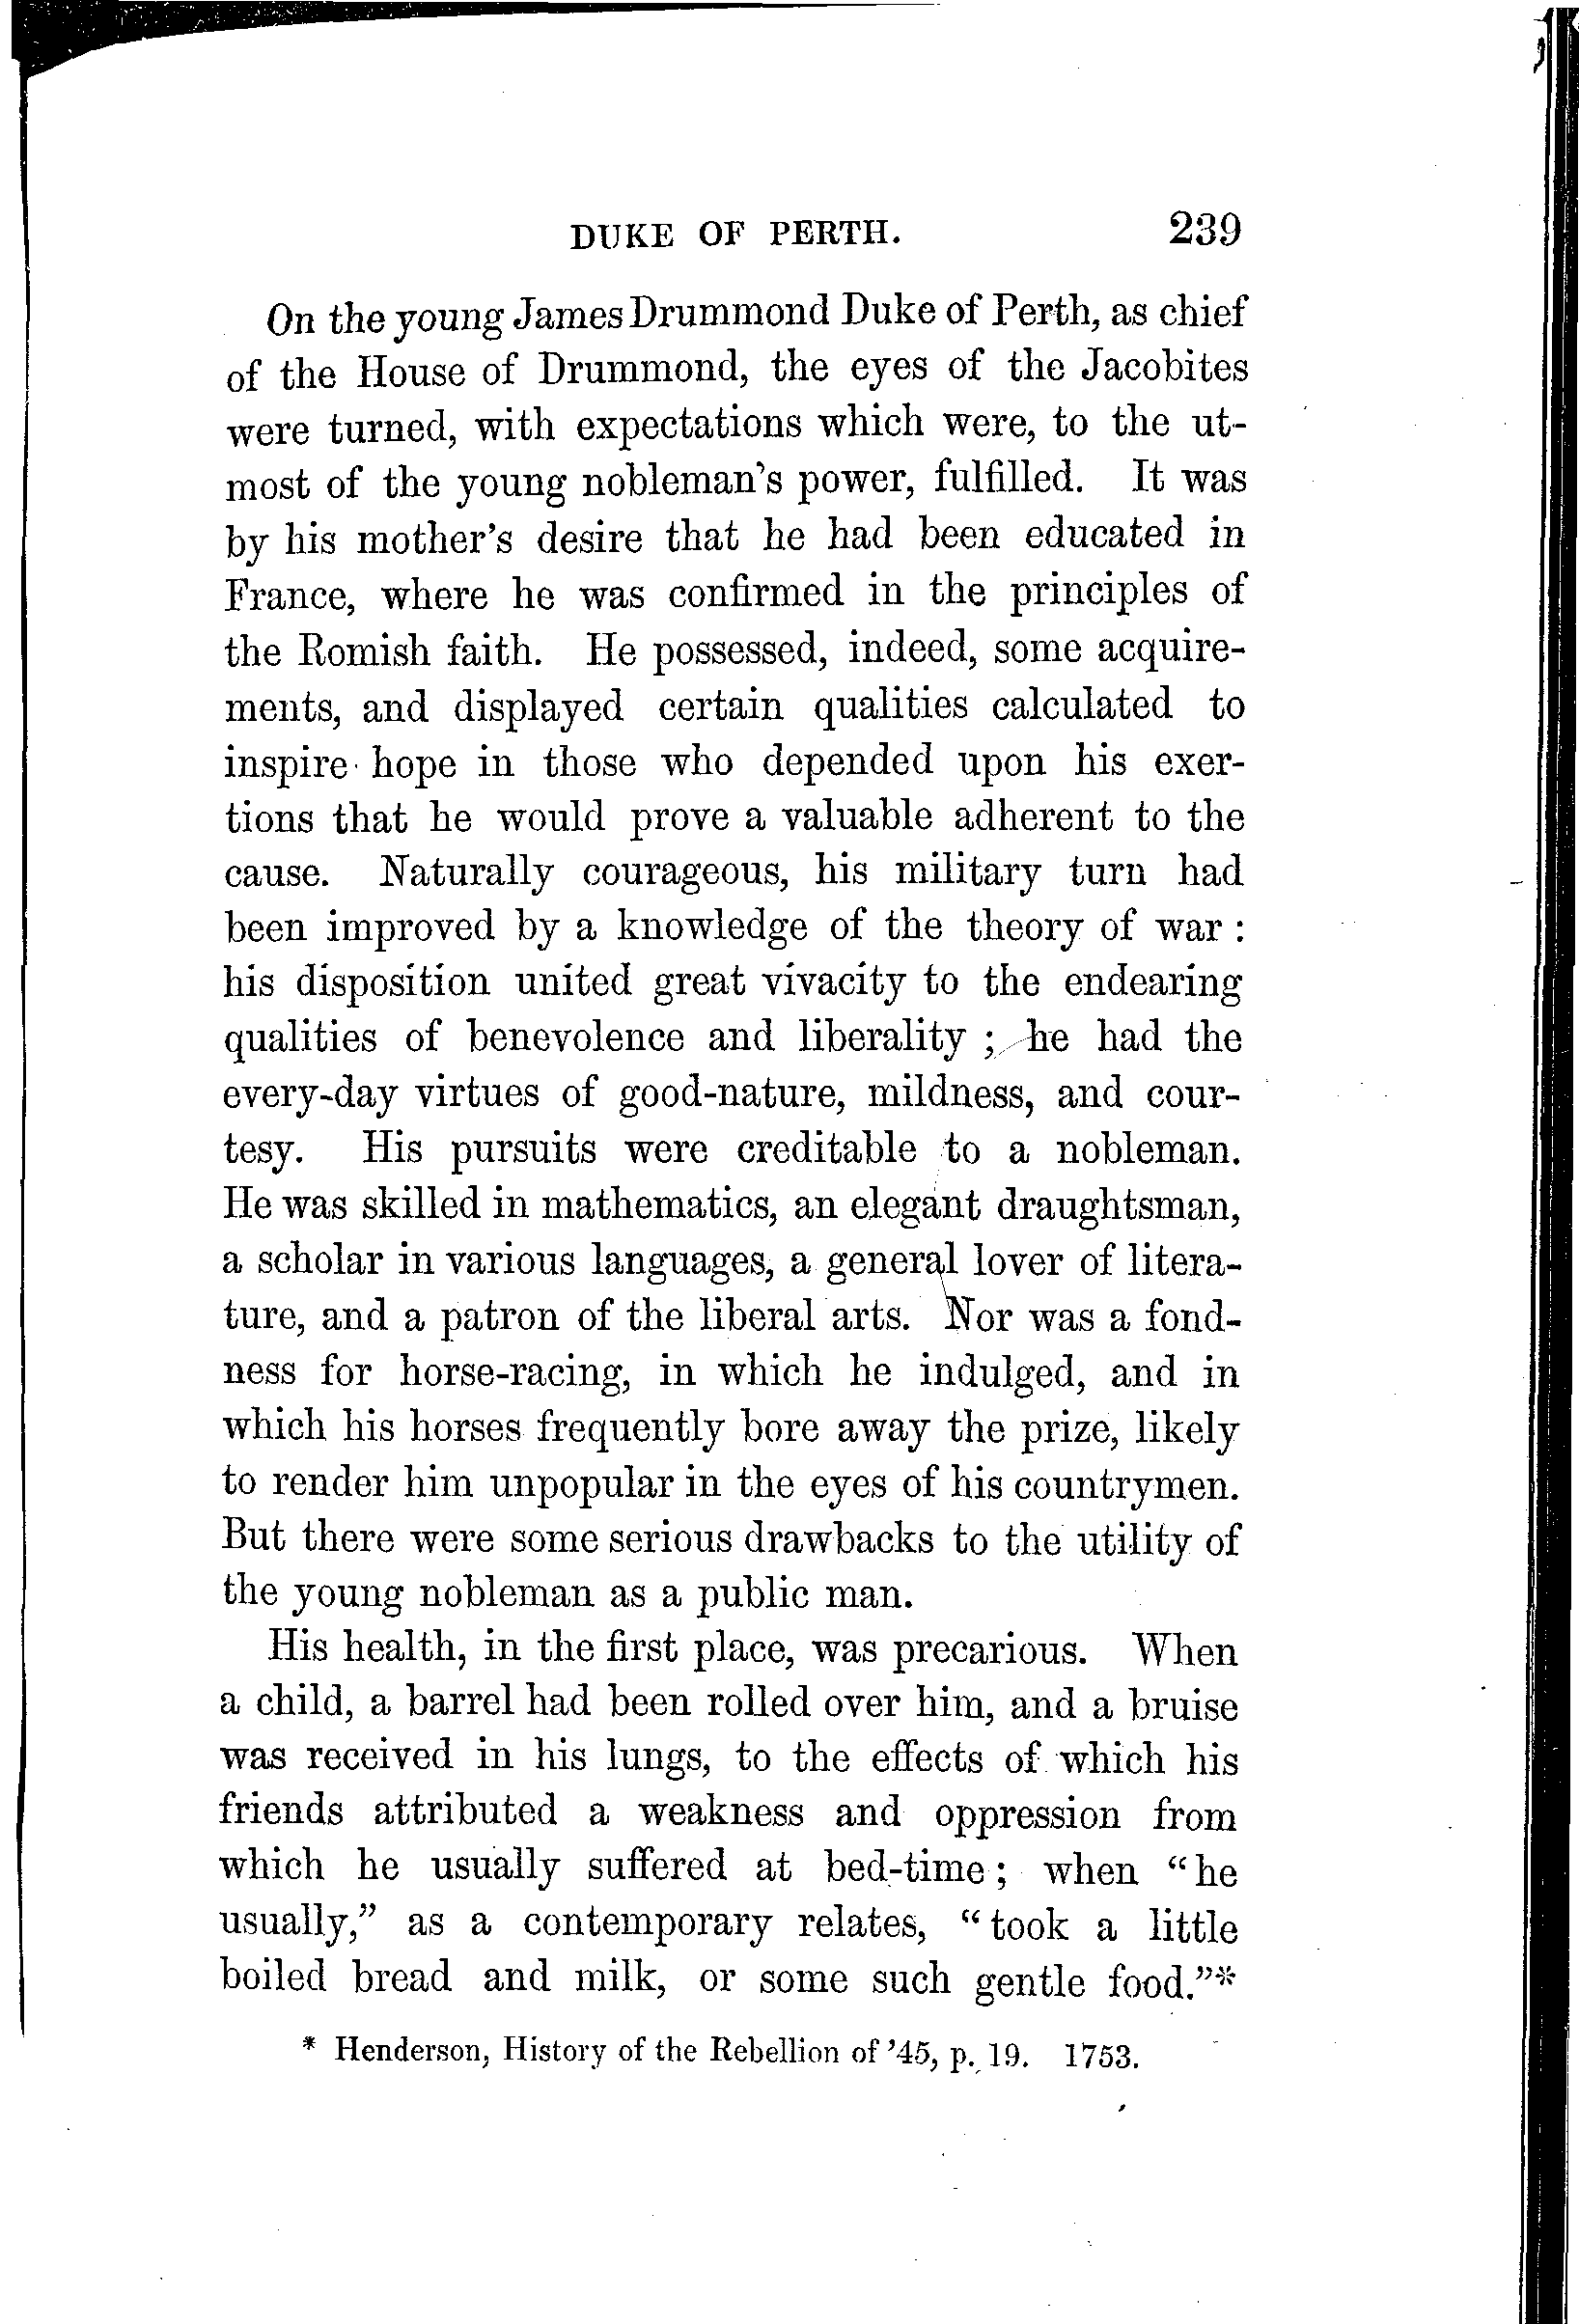 DUKE OF PERTH. 239
On the young James Drummond Duke of Perth, as chief
of the House of Drummond, the eyes of the Jacobites
were turned, with expectations which were, to the ut-
most of the young nobleman's power, fulfilled. It was
by his mother's desire that he had been educated in
France, where he was confirmed in the principles of
the Romish faith. He possessed, indeed, some acquire-
ments, and displayed certain qualities calculated to
inspire hope in those who depended upon his exer-
tions that he would prove a valuable adherent to the
cause. Naturally courageous, his military turn had
been improved by a knowledge of the theory of war :
his disposition united great vivacity to the endearing
qualities of benevolence and liberality ; he had the
every-day virtues of good-nature, mildness, and cour-
tesy. His pursuits were creditable to a nobleman.
He was skilled in mathematics, an elegant draughtsman,
a scholar in various languages, a general lover of litera-
ture, and a patron of the liberal arts. Nor was a fond-
ness for horse-racing, in which he indulged, and in
which his horses frequently bore away the prize, likely
to render him unpopular in the eyes of his countrymen.
But there were some serious drawbacks to the utility of
the young nobleman as a public man.
His health, in the first place, was precarious. When
a child, a barrel had been rolled over him, and a bruise
was received in his lungs, to the effects of which his
friends attributed a weakness and oppression from
which he usually suffered at bed-time; when "he
usually," as a contemporary relates, "took a little
boiled bread and milk, or some such gentle food."*
* Henderson, History of the Rebellion of '45, p. 19. 1753.